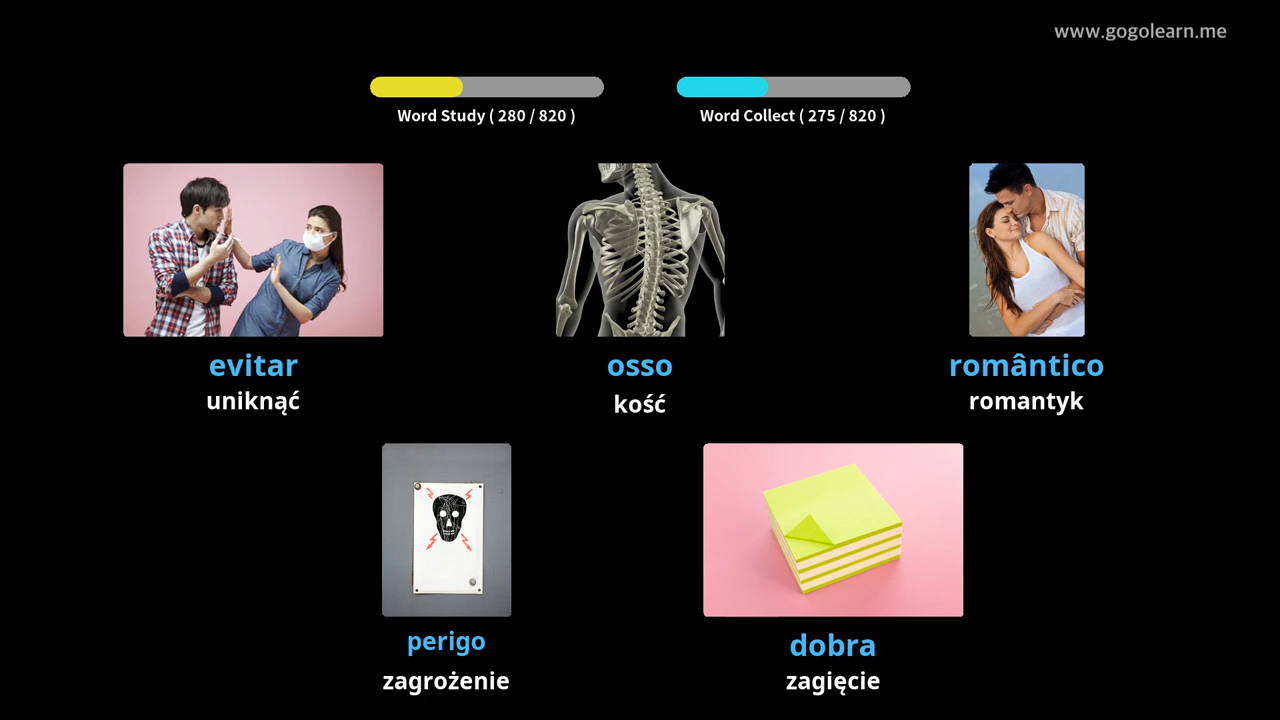 www.gogolearn.me
Word Study ( 280 / 820 )
Word Collect ( 275 / 820 )
evitar
uniknąć
osso
kość
romântico
romantyk
perigo
zagrożenie
dobra
zagięcie